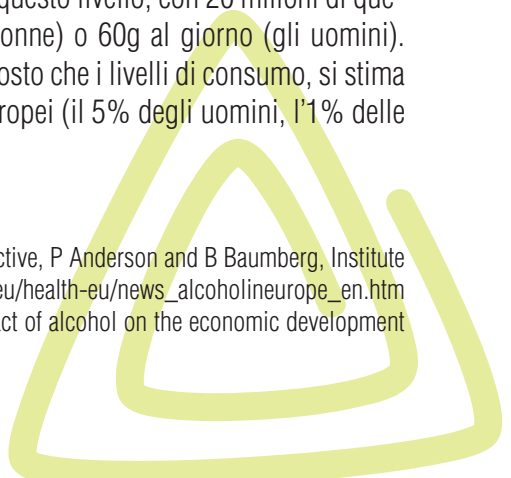 questo livello, con 20 milioni di que-
onne) o 60g al giorno (gli uomini).
osto che i livelli di consumo, si stima
ropei (il 5% degli uomini, l'1% delle
ctive, P Anderson and B Baumberg, Institute
eu/health-eu/news_alcoholineurope_en.htm
act of alcohol on the economic development